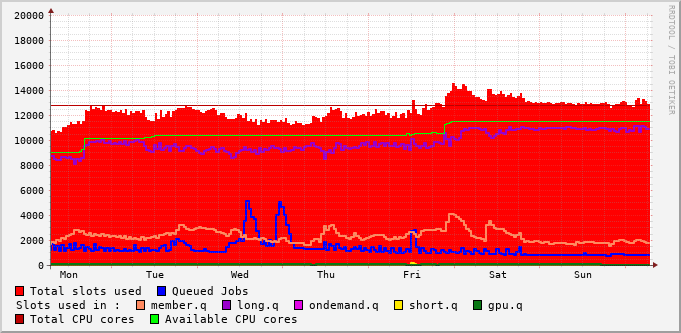 20000
18000
16000
14000
12000
10000
8000
6000
4000
2000
0
Mon Tue Wed Thu Fri Sat Sun
RRDTOOL / TOBI OETIKER
Total slots used Queued Jobs
Slots used in : member.q long.q ondemand.q short.q gpu.q
Total CPU cores Available CPU cores